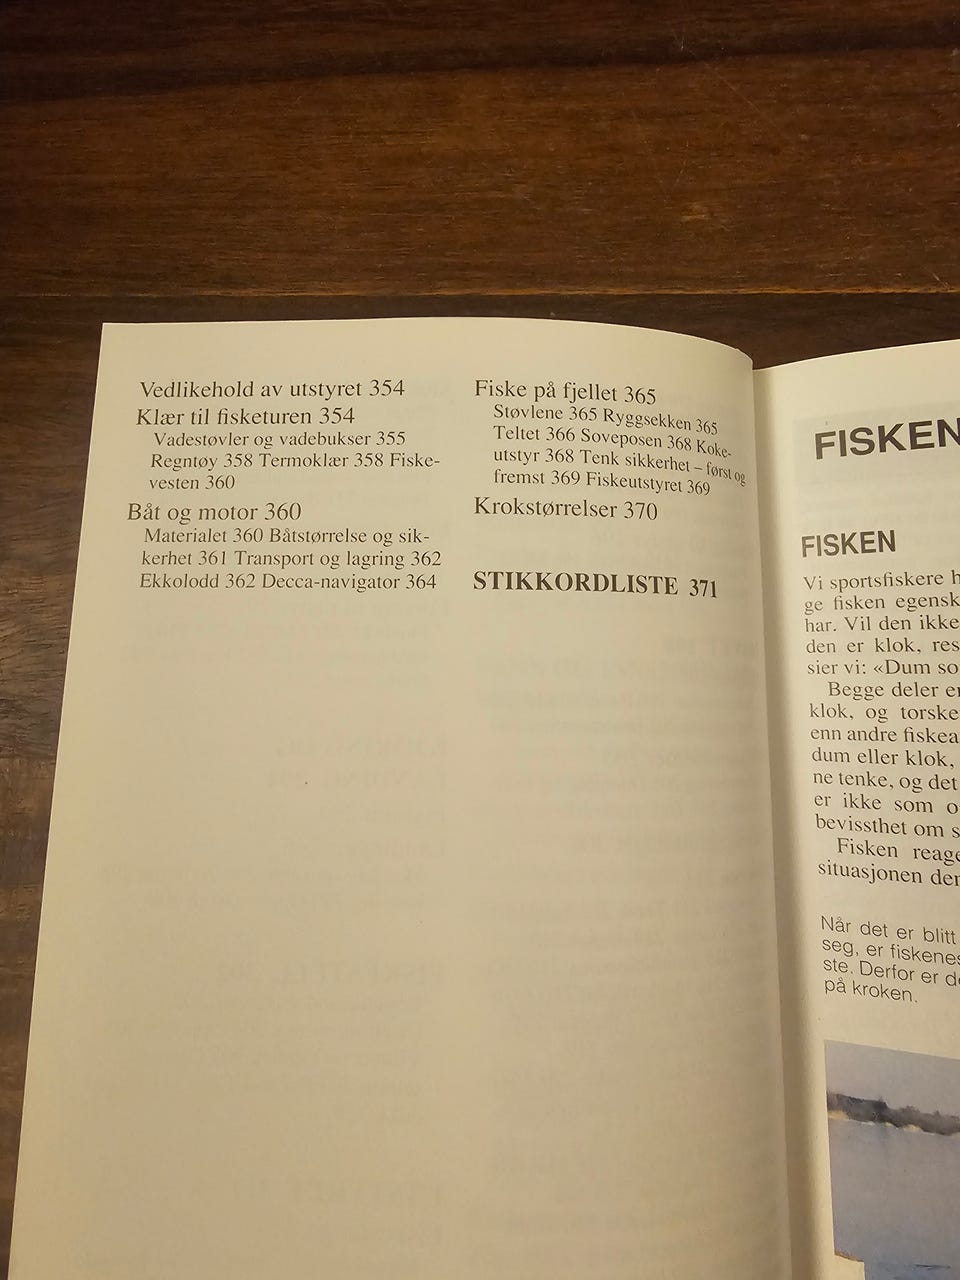 Vedlikehold av utstyret 354
Klær til fisketuren 354
Vadestøvler og vadebukser 355
Regntøy 358 Termoklær 358 Fiske-
vesten 360
Båt og motor 360
Materialet 360 Båtstørrelse og sik-
kerhet 361 Transport og lagring 362
Ekkolodd 362 Decca-navigator 364
Fiske på fjellet 365
Støvlene 365 Ryggsekken 365
Teltet 366 Soveposen 368 Koke-
utstyr 368 Tenk sikkerhet – først og
fremst 369 Fiskeutstyret 369
Krokstørrelser 370
STIKKORDLISTE 371
FISKEN
FISKEN
Vi sportsfiskere h
ge fisken egensk
har. Vil den ikke
den er klok, res
sier vi: «Dum so
Begge deler er
klok, og torske
enn andre fiskea
dum eller klok,
ne tenke, og det
er ikke som o
bevissthet om s
Fisken reage
situasjonen der
Når det er blitt
seg, er fiskenes
ste. Derfor er de
på kroken.